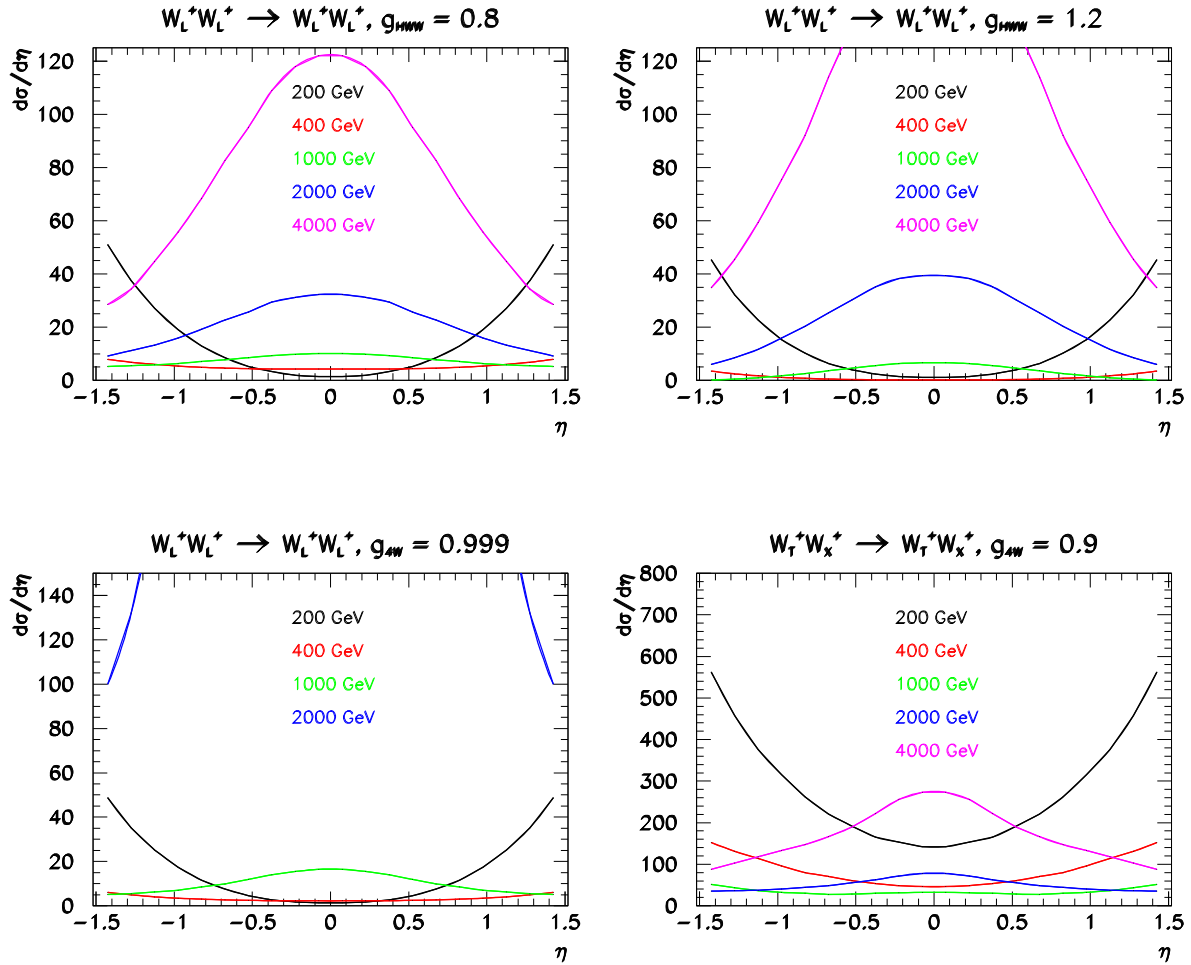 W_L^+W_L^+ → W_L^+W_L^+, g_HWW = 0.8
dσ/dη
120
100
80
60
40
20
0
200 GeV
400 GeV
1000 GeV
2000 GeV
4000 GeV
−1.5 −1 −0.5 0 0.5 1 1.5
η
W_L^+W_L^+ → W_L^+W_L^+, g_HWW = 1.2
dσ/dη
120
100
80
60
40
20
0
200 GeV
400 GeV
1000 GeV
2000 GeV
4000 GeV
−1.5 −1 −0.5 0 0.5 1 1.5
η
W_L^+W_L^+ → W_L^+W_L^+, g_4W = 0.999
dσ/dη
140
120
100
80
60
40
20
0
200 GeV
400 GeV
1000 GeV
2000 GeV
−1.5 −1 −0.5 0 0.5 1 1.5
η
W_T^+W_X^+ → W_T^+W_X^+, g_4W = 0.9
dσ/dη
800
700
600
500
400
300
200
100
0
200 GeV
400 GeV
1000 GeV
2000 GeV
4000 GeV
−1.5 −1 −0.5 0 0.5 1 1.5
η